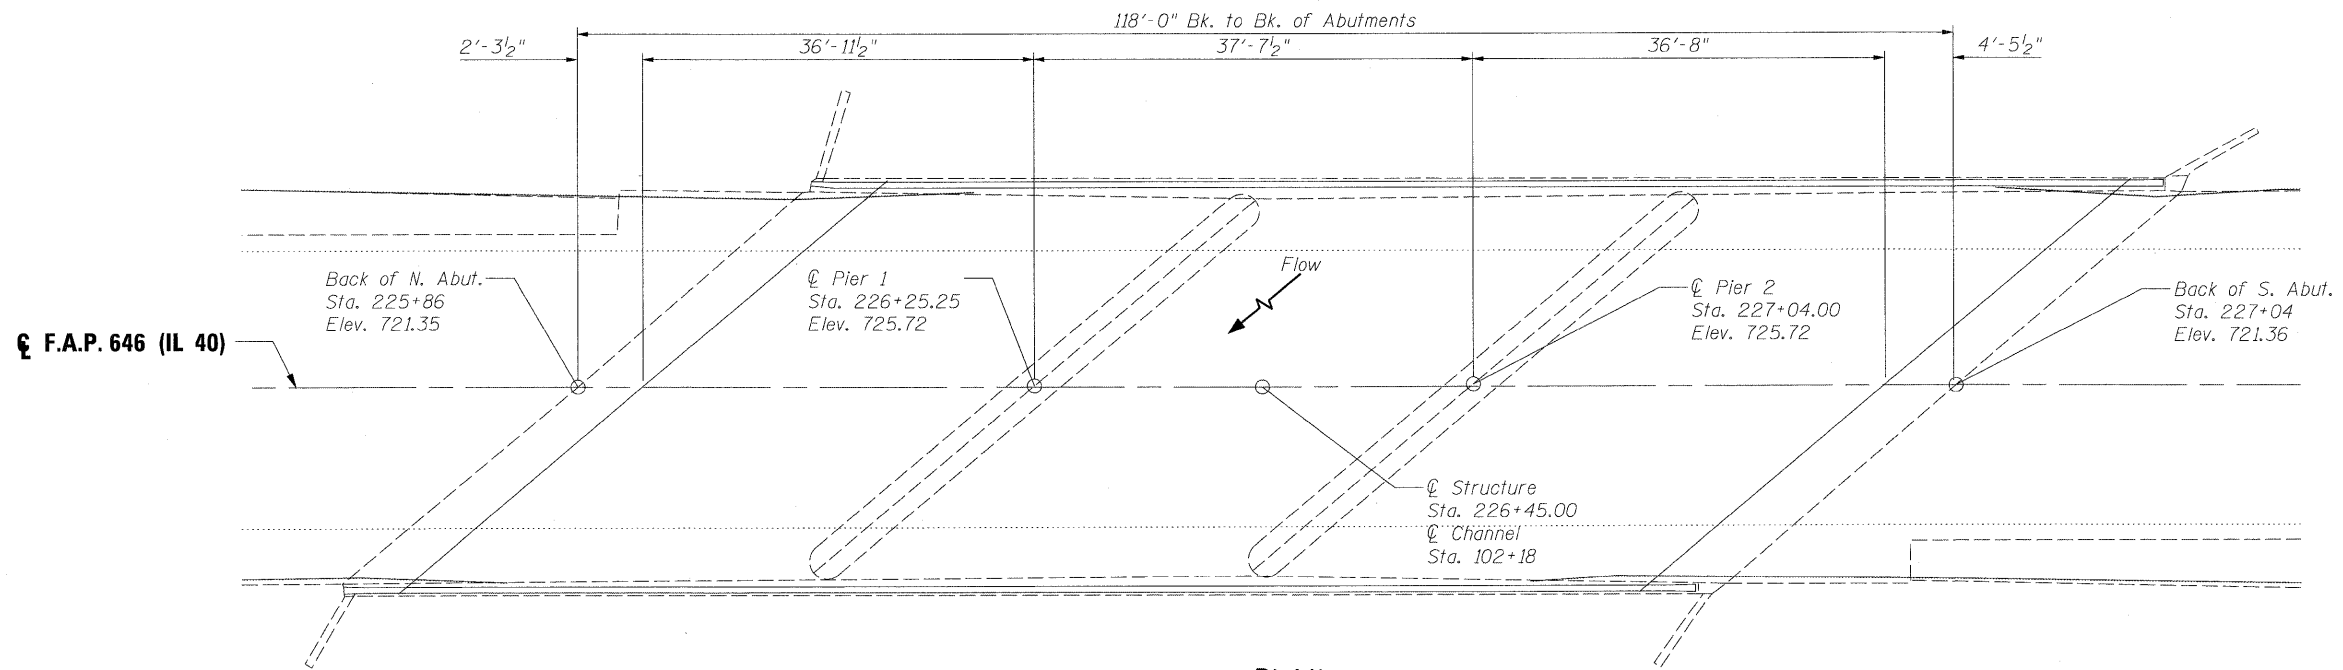 118'-0" Bk. to Bk. of Abutments
2'-3½" 36'-11½" 37'-7½" 36'-8" 4'-5½"
Back of N. Abut.
Sta. 225+86
Elev. 721.35
℄ Pier 1
Sta. 226+25.25
Elev. 725.72
Flow
℄ Pier 2
Sta. 227+04.00
Elev. 725.72
Back of S. Abut.
Sta. 227+04
Elev. 721.36
℄ F.A.P. 646 (IL 40)
℄ Structure
Sta. 226+45.00
℄ Channel
Sta. 102+18